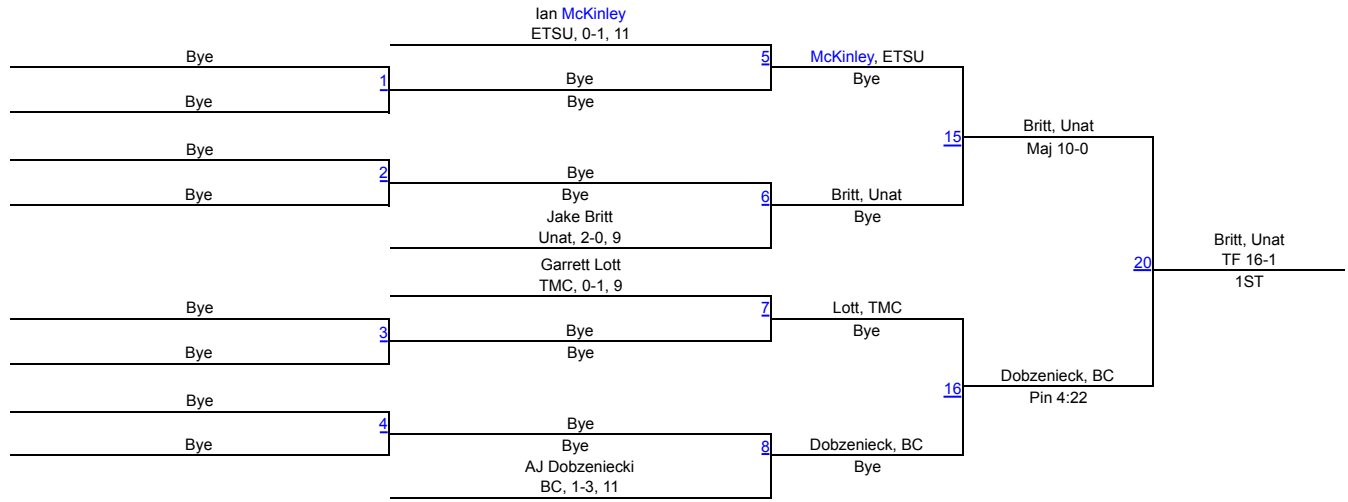 Ian McKinley
ETSU, 0-1, 11
Bye
1
Bye
Bye
Bye
5
McKinley, ETSU
Bye
Bye
2
Bye
Bye
Bye
Jake Britt
Unat, 2-0, 9
6
Britt, Unat
Bye
15
Britt, Unat
Maj 10-0
Garrett Lott
TMC, 0-1, 9
Bye
3
Bye
Bye
Bye
7
Lott, TMC
Bye
Bye
4
Bye
Bye
Bye
AJ Dobzeniecki
BC, 1-3, 11
8
Dobzenieck, BC
Bye
16
Dobzenieck, BC
Pin 4:22
20
Britt, Unat
TF 16-1
1ST